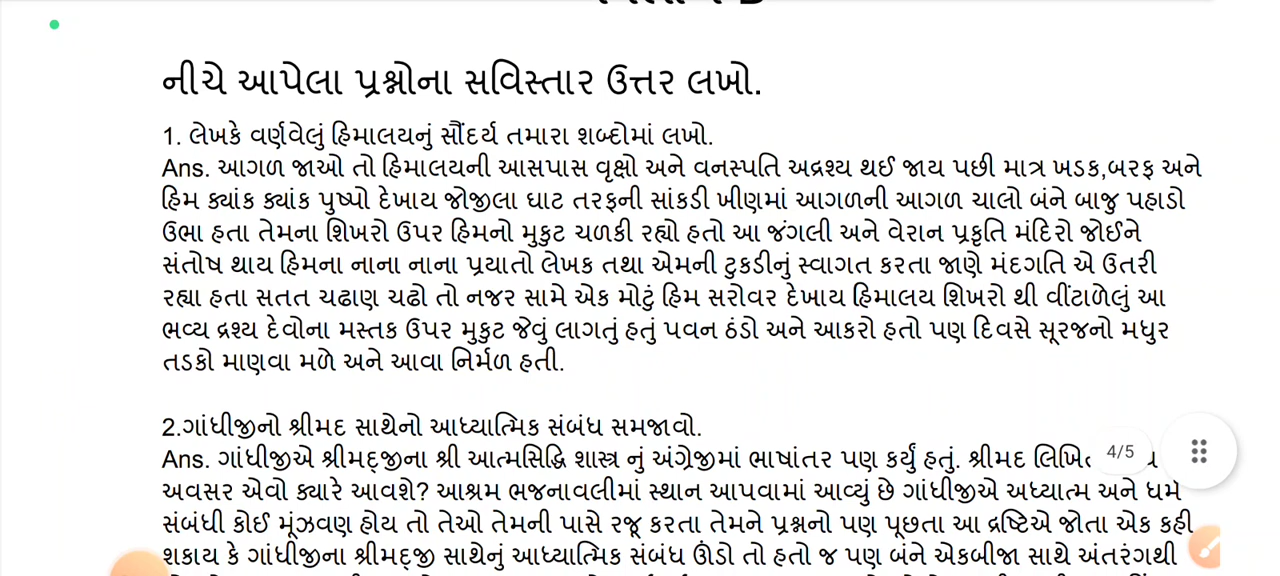 નીચે આપેલા પ્રશ્નોના સવિસ્તાર ઉત્તર લખો.
1. લેખકે વર્ણવેલું હિમાલયનું સૌંદર્ય તમારા શબ્દોમાં લખો.
Ans. આગળ જાઓ તો હિમાલયની આસપાસ વૃક્ષો અને વનસ્પતિ અદ્રશ્ય થઈ જાય પછી માત્ર ખડક,બરફ અને
હિમ ક્યાંક ક્યાંક પુષ્પો દેખાય જોજીલા ઘાટ તરફની સાંકડી ખીણમાં આગળની આગળ ચાલો બંને બાજુ પહાડો
ઉભા હતા તેમના શિખરો ઉપર હિમનો મુકુટ ચળકી રહ્યો હતો આ જંગલી અને વેરાન પ્રકૃતિ મંદિરો જોઈને
સંતોષ થાય હિમના નાના નાના પ્રયાતો લેખક તથા એમની ટુકડીનું સ્વાગત કરતા જાણે મંદગતિ એ ઉતરી
રહ્યા હતા સતત ચઢાણ ચઢો તો નજર સામે એક મોટું હિમ સરોવર દેખાય હિમાલય શિખરો થી વીંટાળેલું આ
ભવ્ય દ્રશ્ય દેવોના મસ્તક ઉપર મુકુટ જેવું લાગતું હતું પવન ઠંડો અને આકરો હતો પણ દિવસે સૂરજનો મધુર
તડકો માણવા મળે અને આવા નિર્મળ હતી.
2.ગાંધીજીનો શ્રીમદ સાથેનો આધ્યાત્મિક સંબંધ સમજાવો.
Ans. ગાંધીજીએ શ્રીમદ્જીના શ્રી આત્મસિદ્ધિ શાસ્ત્ર નું અંગ્રેજીમાં ભાષાંતર પણ કર્યું હતું. શ્રીમદ 4/5
અવસર એવો ક્યારે આવશે? આશ્રમ ભજનાવલીમાં સ્થાન આપવામાં આવ્યું છે ગાંધીજીએ અધ્યાત્મ અને ધર્મ
સંબંધી કોઈ મૂંઝવણ હોય તો તેઓ તેમની પાસે રજૂ કરતા તેમને પ્રશ્નનો પણ પૂછતા આ દ્રષ્ટિએ જોતા એક કહી
શકાય કે ગાંધીજીના શ્રીમદ્જી સાથેનું આધ્યાત્મિક સંબંધ ઊંડો તો હતો જ પણ બંને એકબીજા સાથે અંતરંગથી